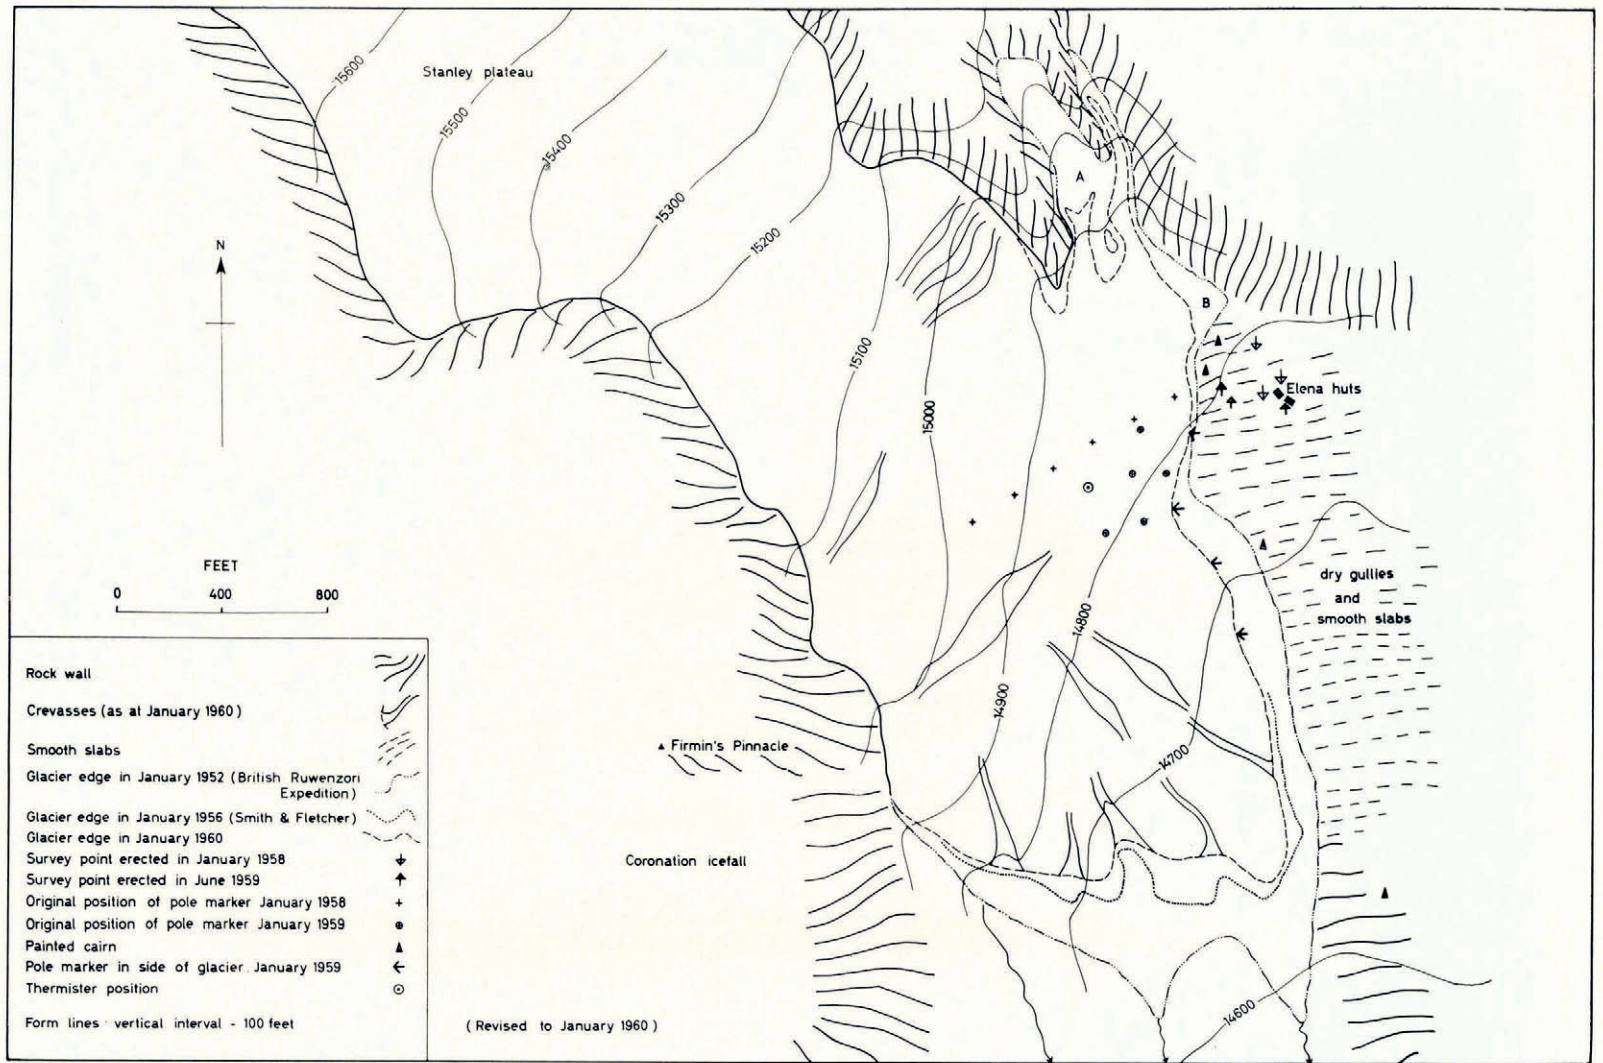 15600
Stanley plateau
15500
15400
15300
15200
A
N
B
15100
Elena huts
15000
FEET
0 400 800
dry gullies
and
smooth slabs
14800
14900
14700
Firmin's Pinnacle
Coronation icefall
14600
Rock wall
Crevasses (as at January 1960)
Smooth slabs
Glacier edge in January 1952 (British Ruwenzori
Expedition)
Glacier edge in January 1956 (Smith & Fletcher)
Glacier edge in January 1960
Survey point erected in January 1958
Survey point erected in June 1959
Original position of pole marker January 1958
Original position of pole marker January 1959
Painted cairn
Pole marker in side of glacier. January 1959
Thermister position
Form lines vertical interval - 100 feet
(Revised to January 1960)